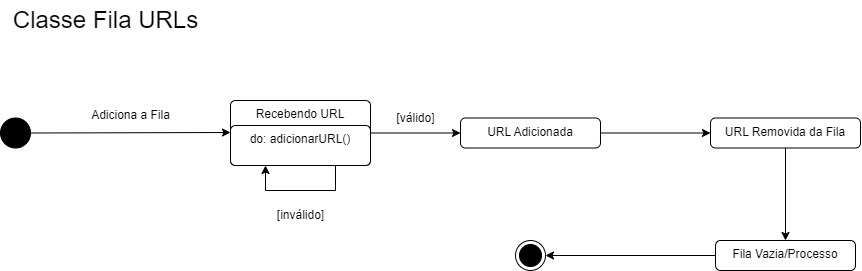 Classe Fila URLs
Adiciona a Fila
Recebendo URL
do: adicionarURL()
[válido]
[inválido]
URL Adicionada
URL Removida da Fila
Fila Vazia/Processo